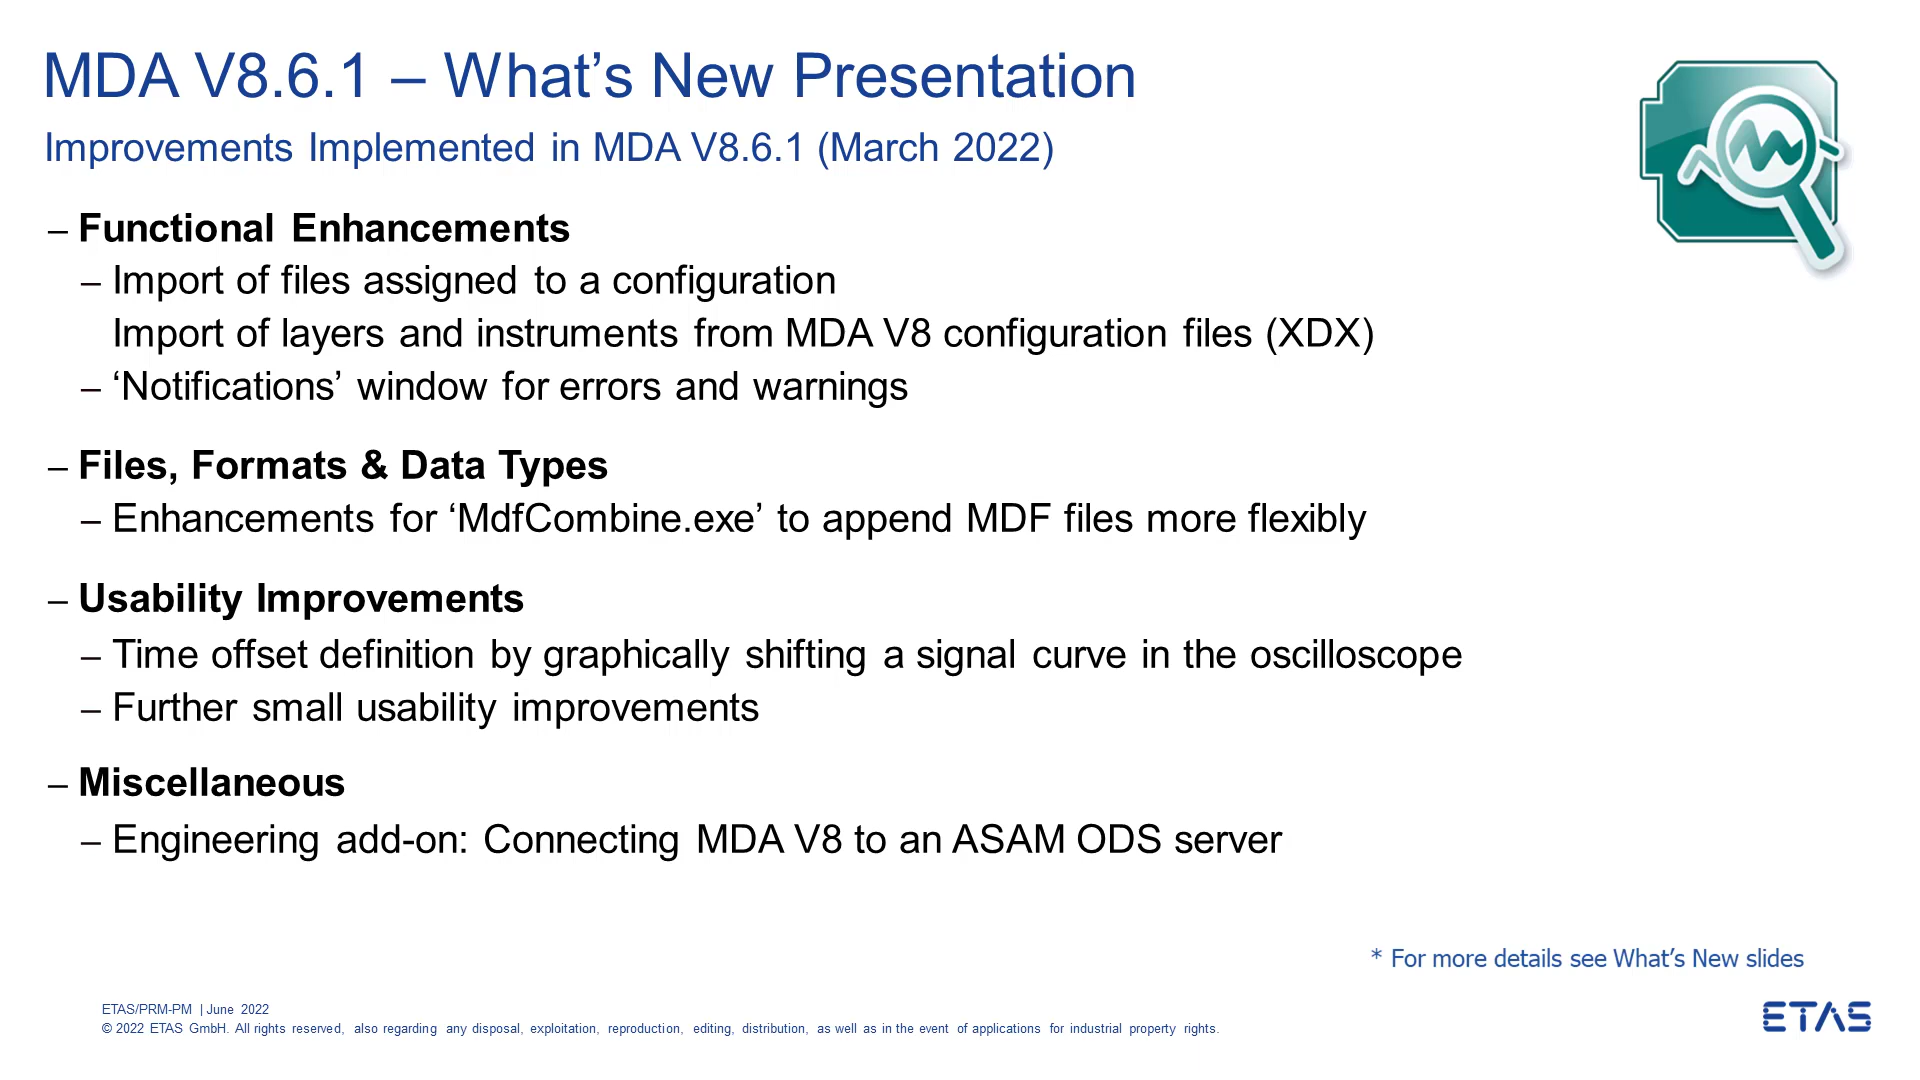 MDA V8.6.1 – What’s New Presentation
Improvements Implemented in MDA V8.6.1 (March 2022)
– Functional Enhancements
– Import of files assigned to a configuration
Import of layers and instruments from MDA V8 configuration files (XDX)
– ‘Notifications’ window for errors and warnings
– Files, Formats & Data Types
– Enhancements for ‘MdfCombine.exe’ to append MDF files more flexibly
– Usability Improvements
– Time offset definition by graphically shifting a signal curve in the oscilloscope
– Further small usability improvements
– Miscellaneous
– Engineering add-on: Connecting MDA V8 to an ASAM ODS server
* For more details see What’s New slides
ETAS/PRM-PM | June 2022
© 2022 ETAS GmbH. All rights reserved, also regarding any disposal, exploitation, reproduction, editing, distribution, as well as in the event of applications for industrial property rights.
ETAS